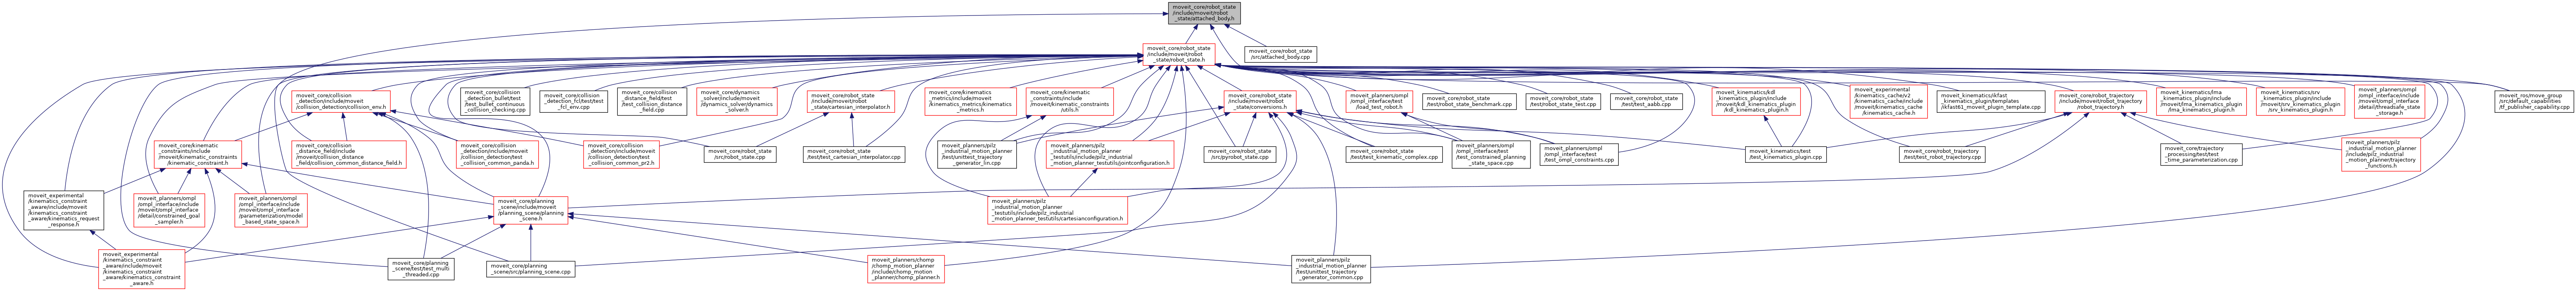 moveit_core/robot_state
/include/moveit/robot
_state/attached_body.h
moveit_core/robot_state
/include/moveit/robot
_state/robot_state.h
moveit_core/robot_state
/src/attached_body.cpp
moveit_core/collision
_detection/include/moveit
/collision_detection/collision_env.h
moveit_core/collision
_detection_bullet/test
/test_bullet_continuous
_collision_checking.cpp
moveit_core/collision
_detection_fcl/test/test
_fcl_env.cpp
moveit_core/collision
_distance_field/test
/test_collision_distance
_field.cpp
moveit_core/dynamics
_solver/include/moveit
/dynamics_solver/dynamics
_solver.h
moveit_core/robot_state
/include/moveit/robot
_state/cartesian_interpolator.h
moveit_core/kinematics
_metrics/include/moveit
/kinematics_metrics/kinematics
_metrics.h
moveit_core/kinematic
_constraints/include
/moveit/kinematic_constraints
/utils.h
moveit_core/robot_state
/include/moveit/robot
_state/conversions.h
moveit_planners/ompl
/ompl_interface/test
/load_test_robot.h
moveit_core/robot_state
/test/robot_state_benchmark.cpp
moveit_core/robot_state
/test/robot_state_test.cpp
moveit_core/robot_state
/test/test_aabb.cpp
moveit_kinematics/kdl
_kinematics_plugin/include
/moveit/kdl_kinematics_plugin
/kdl_kinematics_plugin.h
moveit_experimental
/kinematics_cache/v2
/kinematics_cache/include
/moveit/kinematics_cache
/kinematics_cache.h
moveit_kinematics/ikfast
_kinematics_plugin/templates
/ikfast61_moveit_plugin_template.cpp
moveit_core/robot_trajectory
/include/moveit/robot_trajectory
/robot_trajectory.h
moveit_kinematics/lma
_kinematics_plugin/include
/moveit/lma_kinematics_plugin
/lma_kinematics_plugin.h
moveit_kinematics/srv
_kinematics_plugin/include
/moveit/srv_kinematics_plugin
/srv_kinematics_plugin.h
moveit_planners/ompl
/ompl_interface/include
/moveit/ompl_interface
/detail/threadsafe_state
_storage.h
moveit_ros/move_group
/src/default_capabilities
/tf_publisher_capability.cpp
moveit_core/kinematic
_constraints/include
/moveit/kinematic_constraints
/kinematic_constraint.h
moveit_core/collision
_distance_field/include
/moveit/collision_distance
_field/collision_common_distance_field.h
moveit_core/collision
_detection/include/moveit
/collision_detection/test
_collision_common_panda.h
moveit_core/collision
_detection/include/moveit
/collision_detection/test
_collision_common_pr2.h
moveit_core/robot_state
/src/robot_state.cpp
moveit_core/robot_state
/test/test_cartesian_interpolator.cpp
moveit_planners/pilz
_industrial_motion_planner
/test/unittest_trajectory
_generator_lin.cpp
moveit_planners/pilz
_industrial_motion_planner
_testutils/include/pilz_industrial
_motion_planner_testutils/jointconfiguration.h
moveit_core/robot_state
/src/pyrobot_state.cpp
moveit_core/robot_state
/test/test_kinematic_complex.cpp
moveit_planners/ompl
/ompl_interface/test
/test_constrained_planning
_state_space.cpp
moveit_planners/ompl
/ompl_interface/test
/test_ompl_constraints.cpp
moveit_kinematics/test
/test_kinematics_plugin.cpp
moveit_core/robot_trajectory
/test/test_robot_trajectory.cpp
moveit_core/trajectory
_processing/test/test
_time_parameterization.cpp
moveit_planners/pilz
_industrial_motion_planner
/include/pilz_industrial
_motion_planner/trajectory
_functions.h
moveit_experimental
/kinematics_constraint
_aware/include/moveit
/kinematics_constraint
_aware/kinematics_request
_response.h
moveit_planners/ompl
/ompl_interface/include
/moveit/ompl_interface
/detail/constrained_goal
_sampler.h
moveit_planners/ompl
/ompl_interface/include
/moveit/ompl_interface
/parameterization/model
_based_state_space.h
moveit_core/planning
_scene/include/moveit
/planning_scene/planning
_scene.h
moveit_planners/pilz
_industrial_motion_planner
_testutils/include/pilz_industrial
_motion_planner_testutils/cartesianconfiguration.h
moveit_experimental
/kinematics_constraint
_aware/include/moveit
/kinematics_constraint
_aware/kinematics_constraint
_aware.h
moveit_core/planning
_scene/test/test_multi
_threaded.cpp
moveit_core/planning
_scene/src/planning_scene.cpp
moveit_planners/chomp
/chomp_motion_planner
/include/chomp_motion
_planner/chomp_planner.h
moveit_planners/pilz
_industrial_motion_planner
/test/unittest_trajectory
_generator_common.cpp